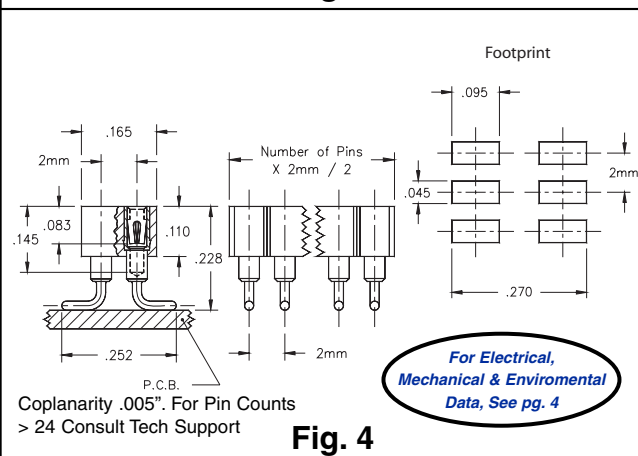 Footprint
.095
.165
2mm
Number of Pins
X 2mm / 2
2mm
.045
.083
.110
.145
.228
.270
.252
2mm
P.C.B.
For Electrical,
Mechanical & Enviromental
Data, See pg. 4
Coplanarity .005”. For Pin Counts
> 24 Consult Tech Support
Fig. 4